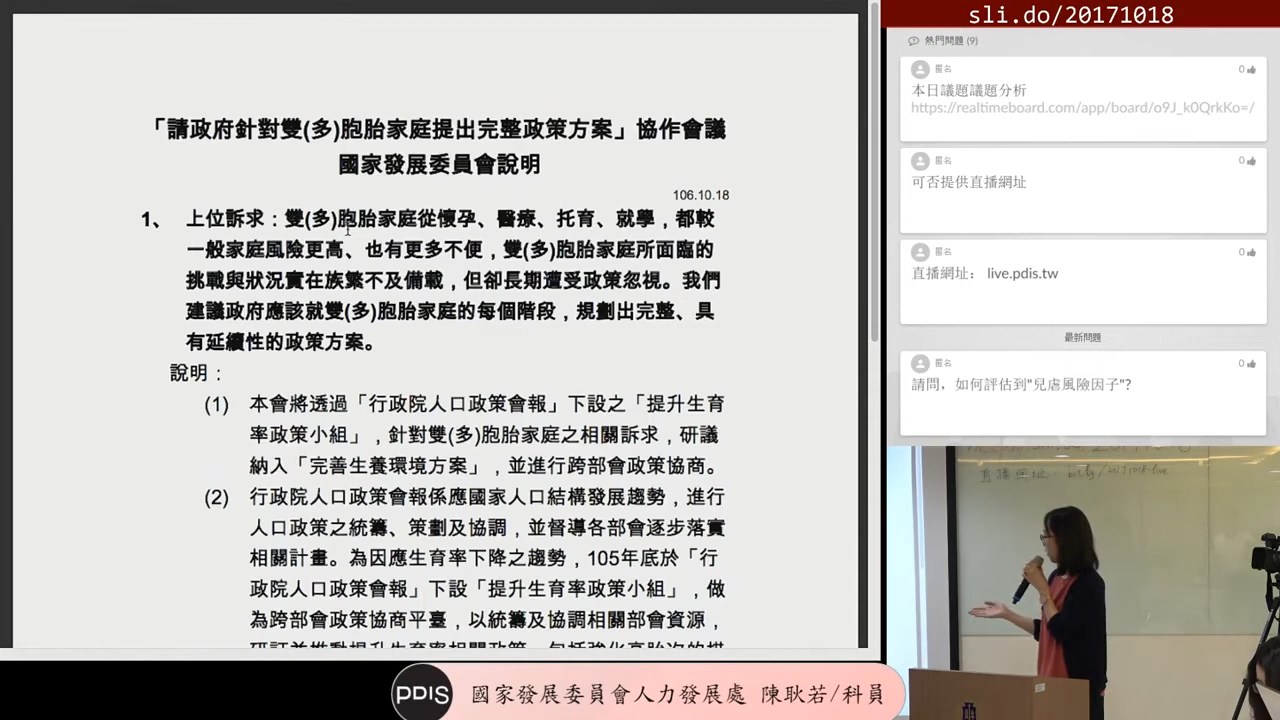 「請政府針對雙(多)胞胎家庭提出完整政策方案」協作會議
國家發展委員會說明
106.10.18
1、 上位訴求：雙(多)胞胎家庭從懷孕、醫療、托育、就學，都較
一般家庭風險更高、也有更多不便，雙(多)胞胎家庭所面臨的
挑戰與狀況實在族繁不及備載，但卻長期遭受政策忽視。我們
建議政府應該就雙(多)胞胎家庭的每個階段，規劃出完整、具
有延續性的政策方案。
說明：
(1) 本會將透過「行政院人口政策會報」下設之「提升生育
率政策小組」，針對雙(多)胞胎家庭之相關訴求，研議
納入「完善生養環境方案」，並進行跨部會政策協商。
(2) 行政院人口政策會報係應國家人口結構發展趨勢，進行
人口政策之統籌、策劃及協調，並督導各部會逐步落實
相關計畫。為因應生育率下降之趨勢，105年底於「行
政院人口政策會報」下設「提升生育率政策小組」，做
為跨部會政策協商平臺，以統籌及協調相關部會資源，
sli.do/20171018
熱門問題 (9)
匿名
0
本日議題議題分析
https://realtimeboard.com/app/board/o9J_k0QrkKo=/
匿名
0
可否提供直播網址
匿名
0
直播網址： live.pdis.tw
最新問題
匿名
0
請問，如何評估到"兒虐風險因子"?
直播網址：bit.ly/20171018live
PDIS 國家發展委員會人力發展處 陳耿若/科員